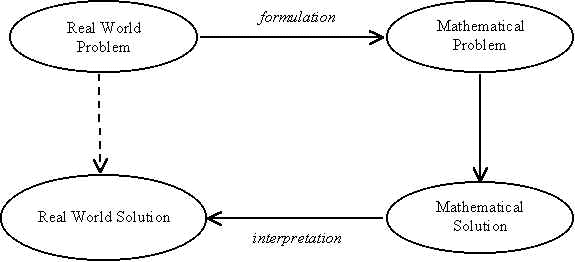 Real World
Problem
formulation
Mathematical
Problem
Real World Solution
interpretation
Mathematical
Solution